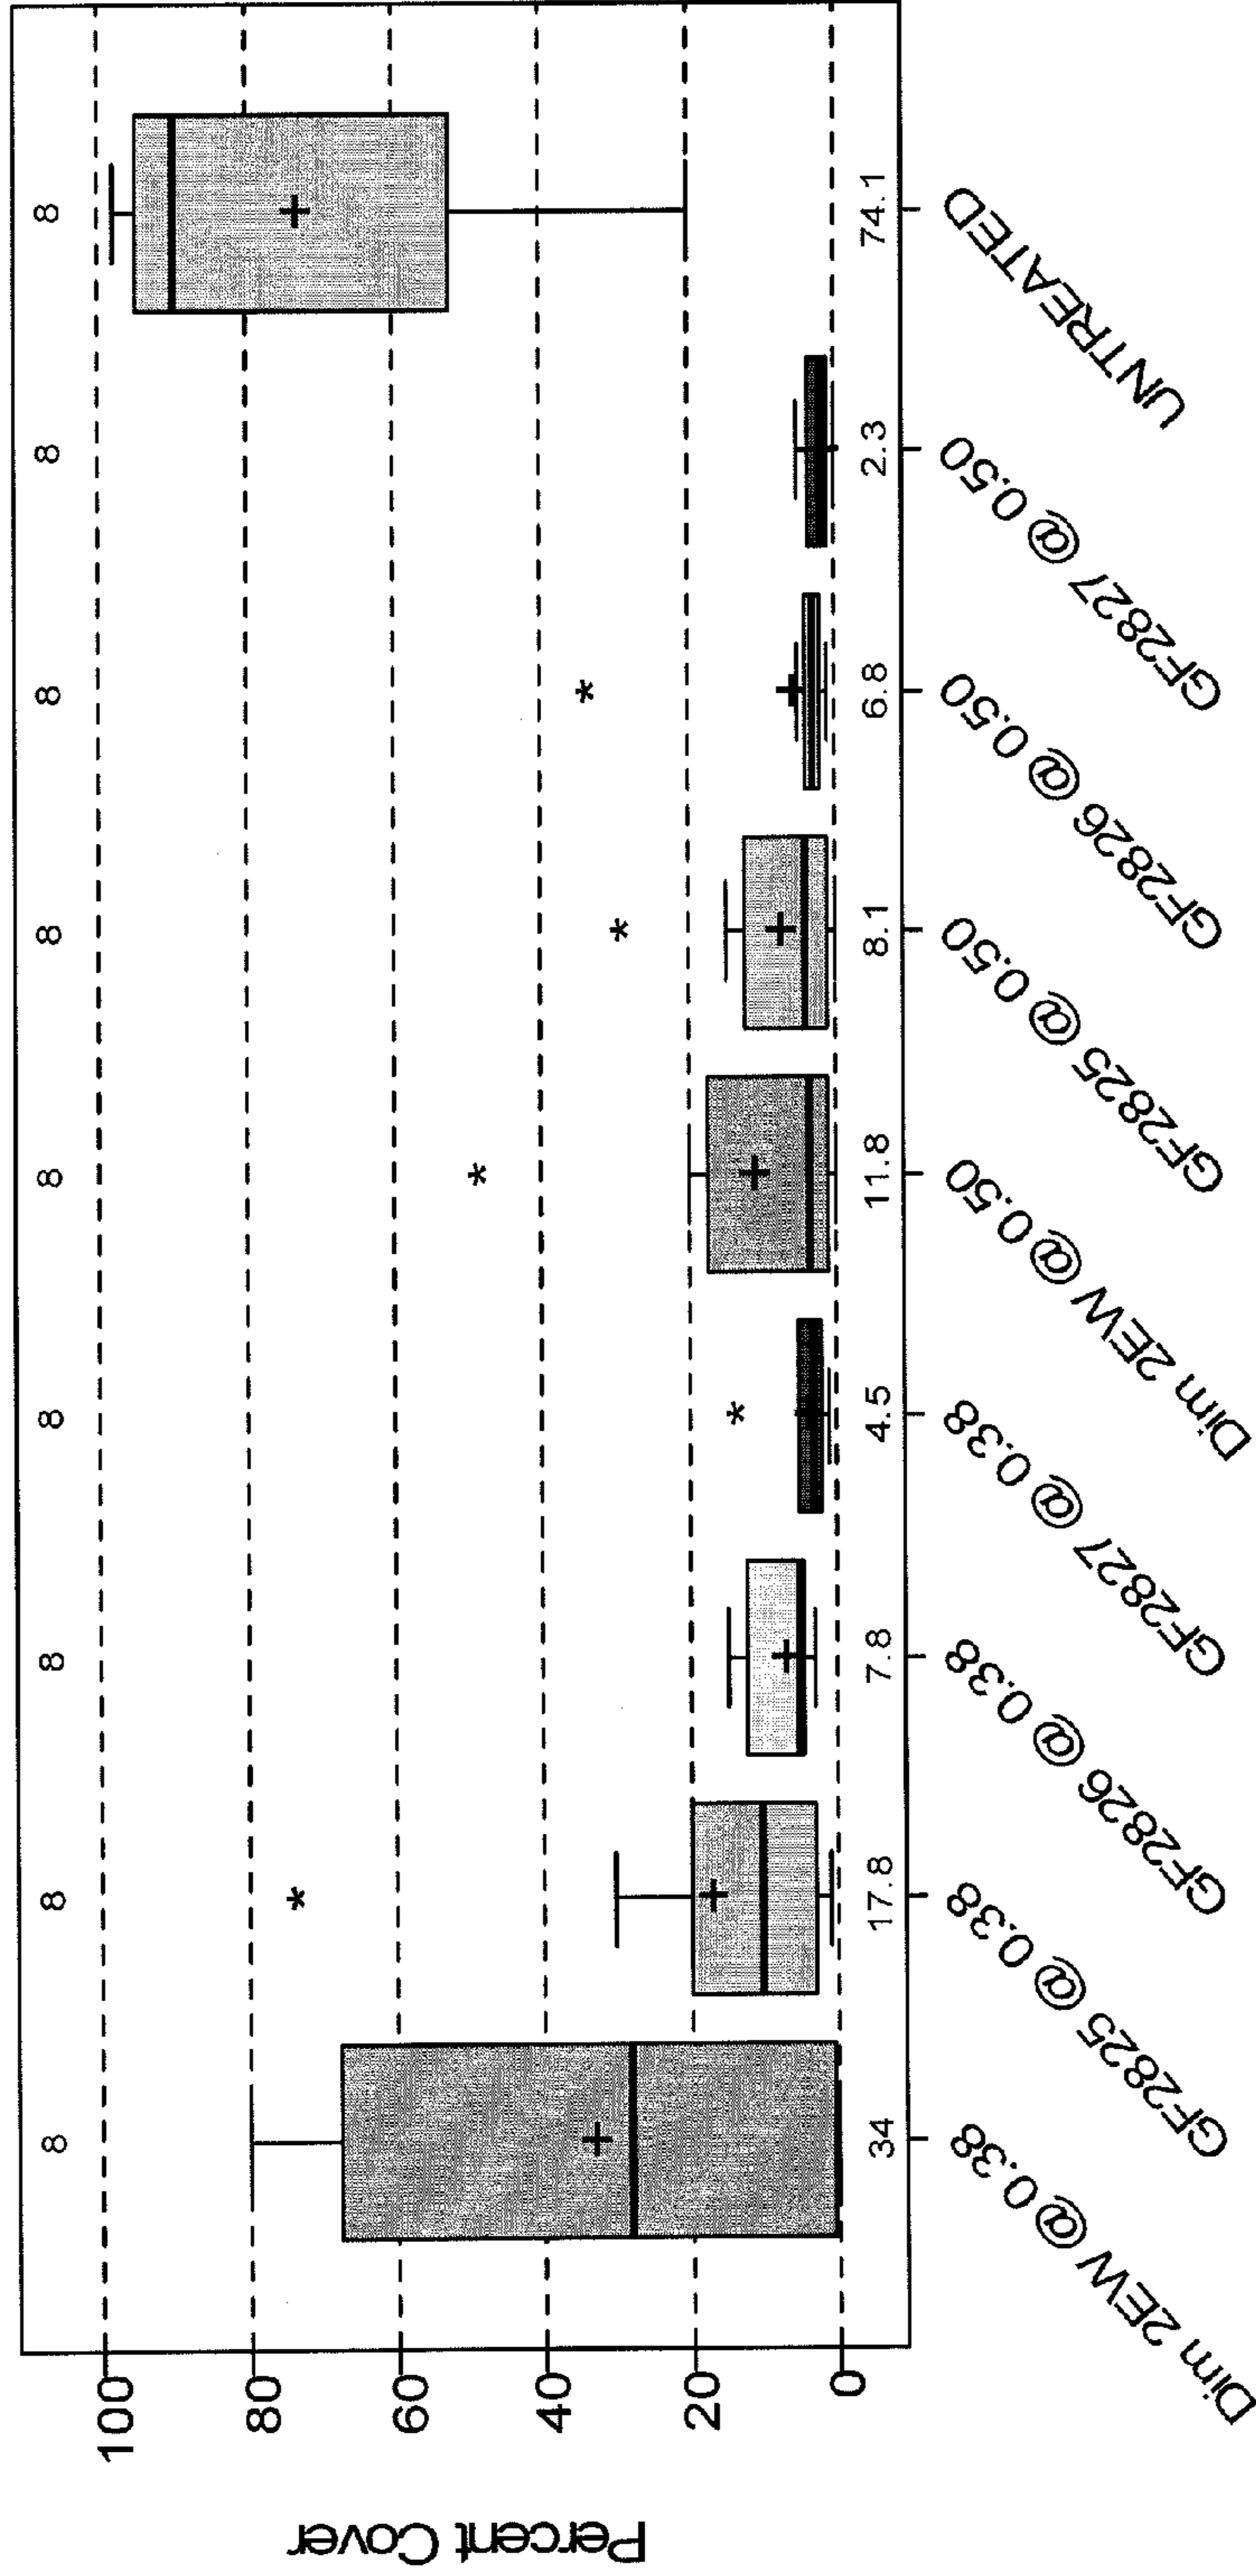 8 8 8 8 8 8 8 8 8
Percent Cover
100
80
60
40
20
0
34 17.8 7.8 4.5 11.8 8.1 6.8 2.3 74.1
Dim 2EW @ 0.38
GF2825 @ 0.38
GF2826 @ 0.38
GF2827 @ 0.38
Dim 2EW @ 0.50
GF2825 @ 0.50
GF2826 @ 0.50
GF2827 @ 0.50
UNTREATED